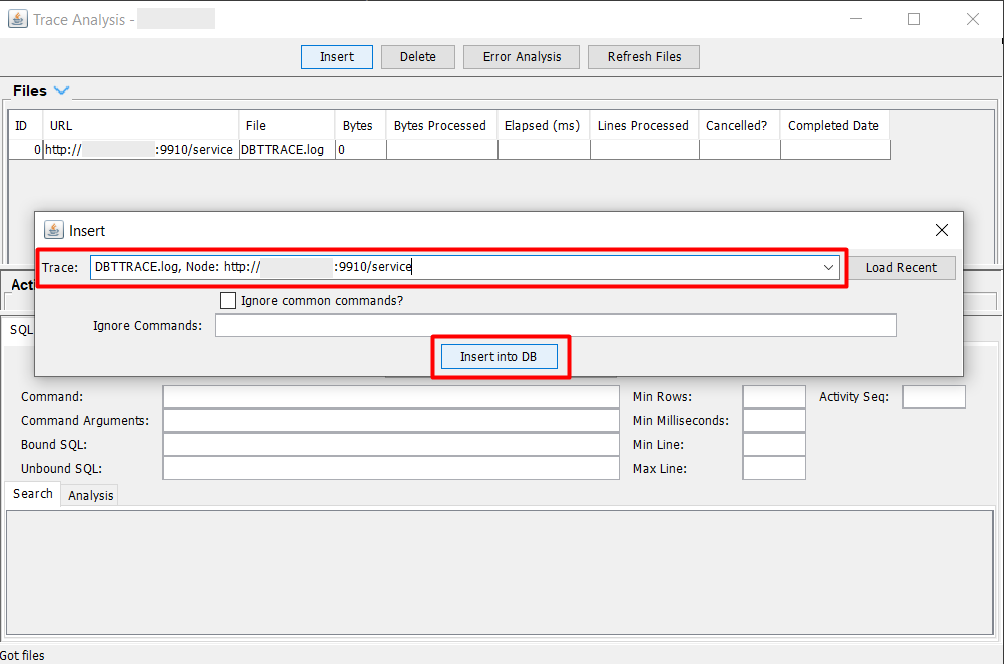 Trace Analysis -
Insert Delete Error Analysis Refresh Files
Files
ID URL File Bytes Bytes Processed Elapsed (ms) Lines Processed Cancelled? Completed Date
0 http:// :9910/service DBTTRACE.log 0
Insert
Trace: DBTTRACE.log, Node: http:// :9910/service Load Recent
Act
Ignore common commands?
SQL
Ignore Commands:
Insert into DB
Command: Min Rows: Activity Seq:
Command Arguments: Min Milliseconds:
Bound SQL: Min Line:
Unbound SQL: Max Line:
Search Analysis
Got files